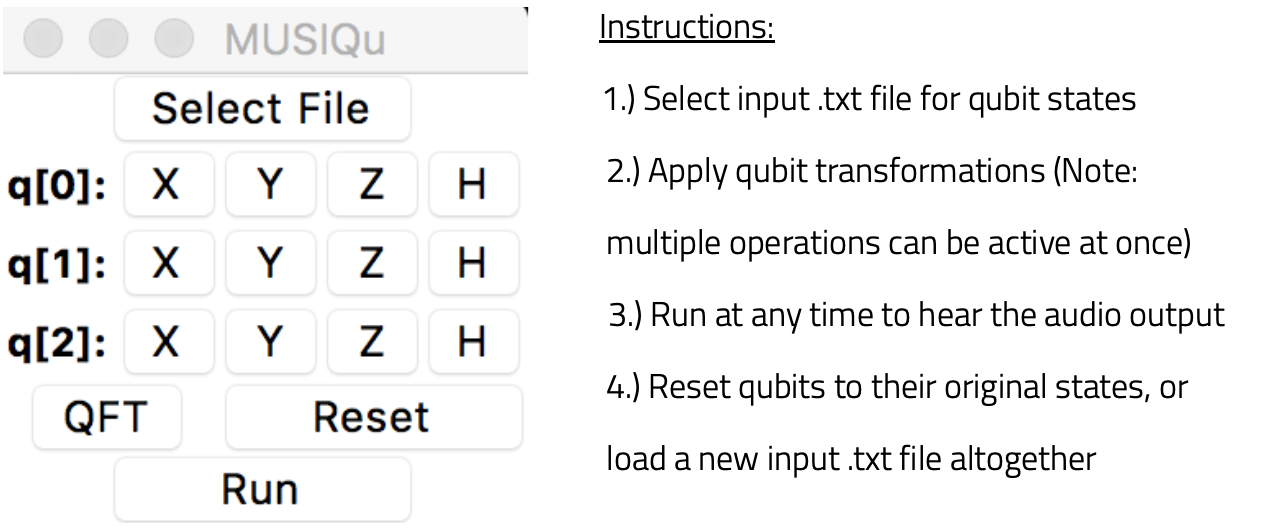 MUSIQu
Select File
q[0]: X Y Z H
q[1]: X Y Z H
q[2]: X Y Z H
QFT Reset
Run
Instructions:
1.) Select input .txt file for qubit states
2.) Apply qubit transformations (Note:
multiple operations can be active at once)
3.) Run at any time to hear the audio output
4.) Reset qubits to their original states, or
load a new input .txt file altogether